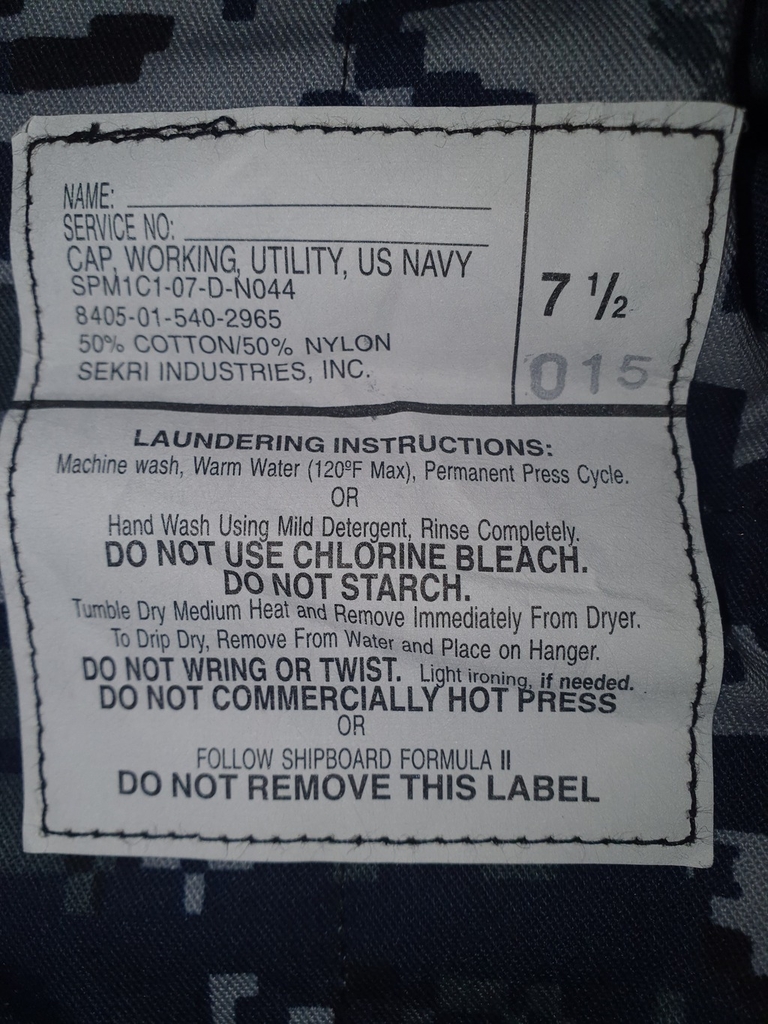 NAME:
SERVICE NO:
CAP, WORKING, UTILITY, US NAVY
SPM1C1-07-D-N044
8405-01-540-2965
50% COTTON/50% NYLON
SEKRI INDUSTRIES, INC.
7 1/2
015
LAUNDERING INSTRUCTIONS:
Machine wash, Warm Water (120ºF Max), Permanent Press Cycle.
OR
Hand Wash Using Mild Detergent, Rinse Completely.
DO NOT USE CHLORINE BLEACH.
DO NOT STARCH.
Tumble Dry Medium Heat and Remove Immediately From Dryer.
To Drip Dry, Remove From Water and Place on Hanger.
DO NOT WRING OR TWIST. Light ironing, if needed.
DO NOT COMMERCIALLY HOT PRESS
OR
FOLLOW SHIPBOARD FORMULA II
DO NOT REMOVE THIS LABEL